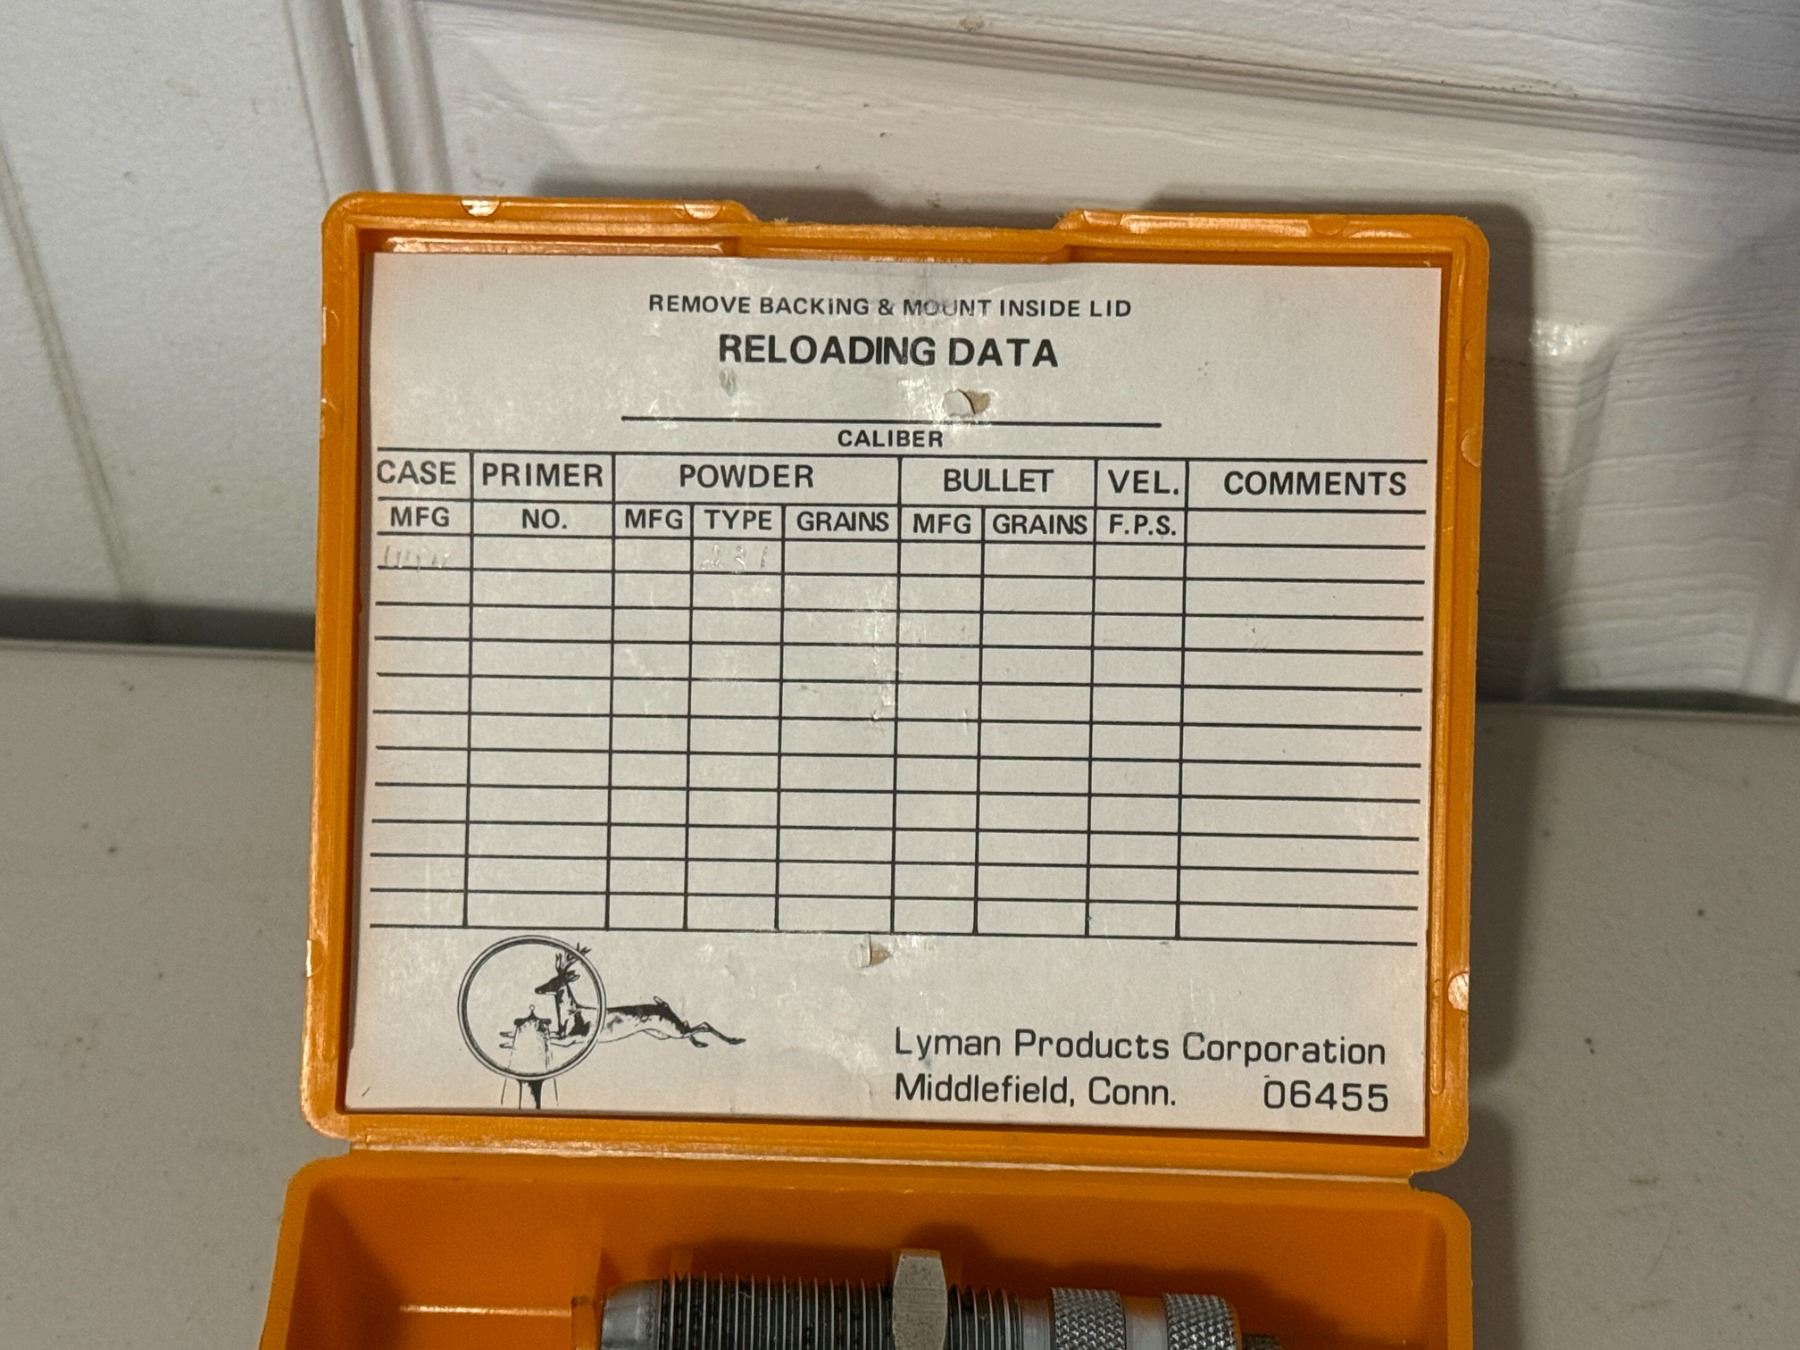 REMOVE BACKING & MOUNT INSIDE LID
RELOADING DATA
CALIBER
CASE PRIMER POWDER BULLET VEL. COMMENTS
MFG NO. MFG TYPE GRAINS MFG GRAINS F.P.S.
231
Lyman Products Corporation
Middlefield, Conn. 06455